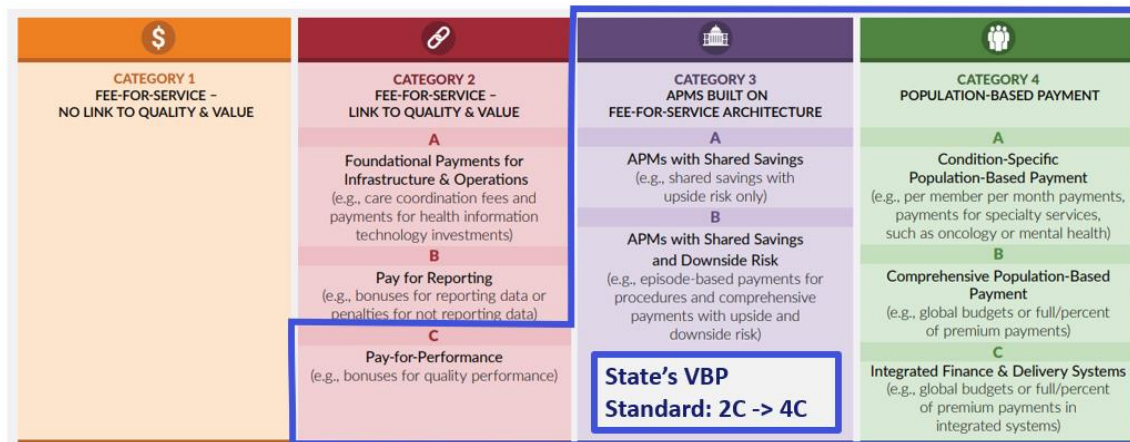 $
CATEGORY 1
FEE-FOR-SERVICE –
NO LINK TO QUALITY & VALUE
CATEGORY 2
FEE-FOR-SERVICE –
LINK TO QUALITY & VALUE
A
Foundational Payments for
Infrastructure & Operations
(e.g., care coordination fees and
payments for health information
technology investments)
B
Pay for Reporting
(e.g., bonuses for reporting data or
penalties for not reporting data)
C
Pay-for-Performance
(e.g., bonuses for quality performance)
CATEGORY 3
APMS BUILT ON
FEE-FOR-SERVICE ARCHITECTURE
A
APMs with Shared Savings
(e.g., shared savings with
upside risk only)
B
APMs with Shared Savings
and Downside Risk
(e.g., episode-based payments for
procedures and comprehensive
payments with upside and
downside risk)
State's VBP
Standard: 2C -> 4C
CATEGORY 4
POPULATION-BASED PAYMENT
A
Condition-Specific
Population-Based Payment
(e.g., per member per month payments,
payments for specialty services,
such as oncology or mental health)
B
Comprehensive Population-Based
Payment
(e.g., global budgets or full/percent
of premium payments)
C
Integrated Finance & Delivery Systems
(e.g., global budgets or full/percent
of premium payments in
integrated systems)